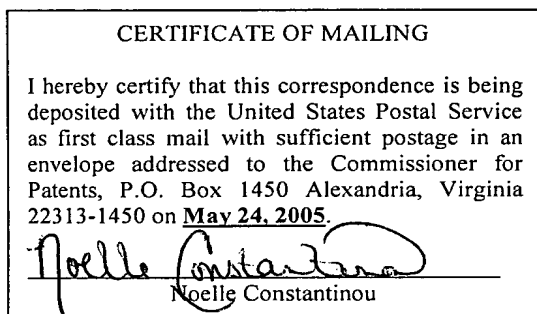 CERTIFICATE OF MAILING
I hereby certify that this correspondence is being
deposited with the United States Postal Service
as first class mail with sufficient postage in an
envelope addressed to the Commissioner for
Patents, P.O. Box 1450 Alexandria, Virginia
22313-1450 on May 24, 2005.
Noelle Constantinou
Noelle Constantinou